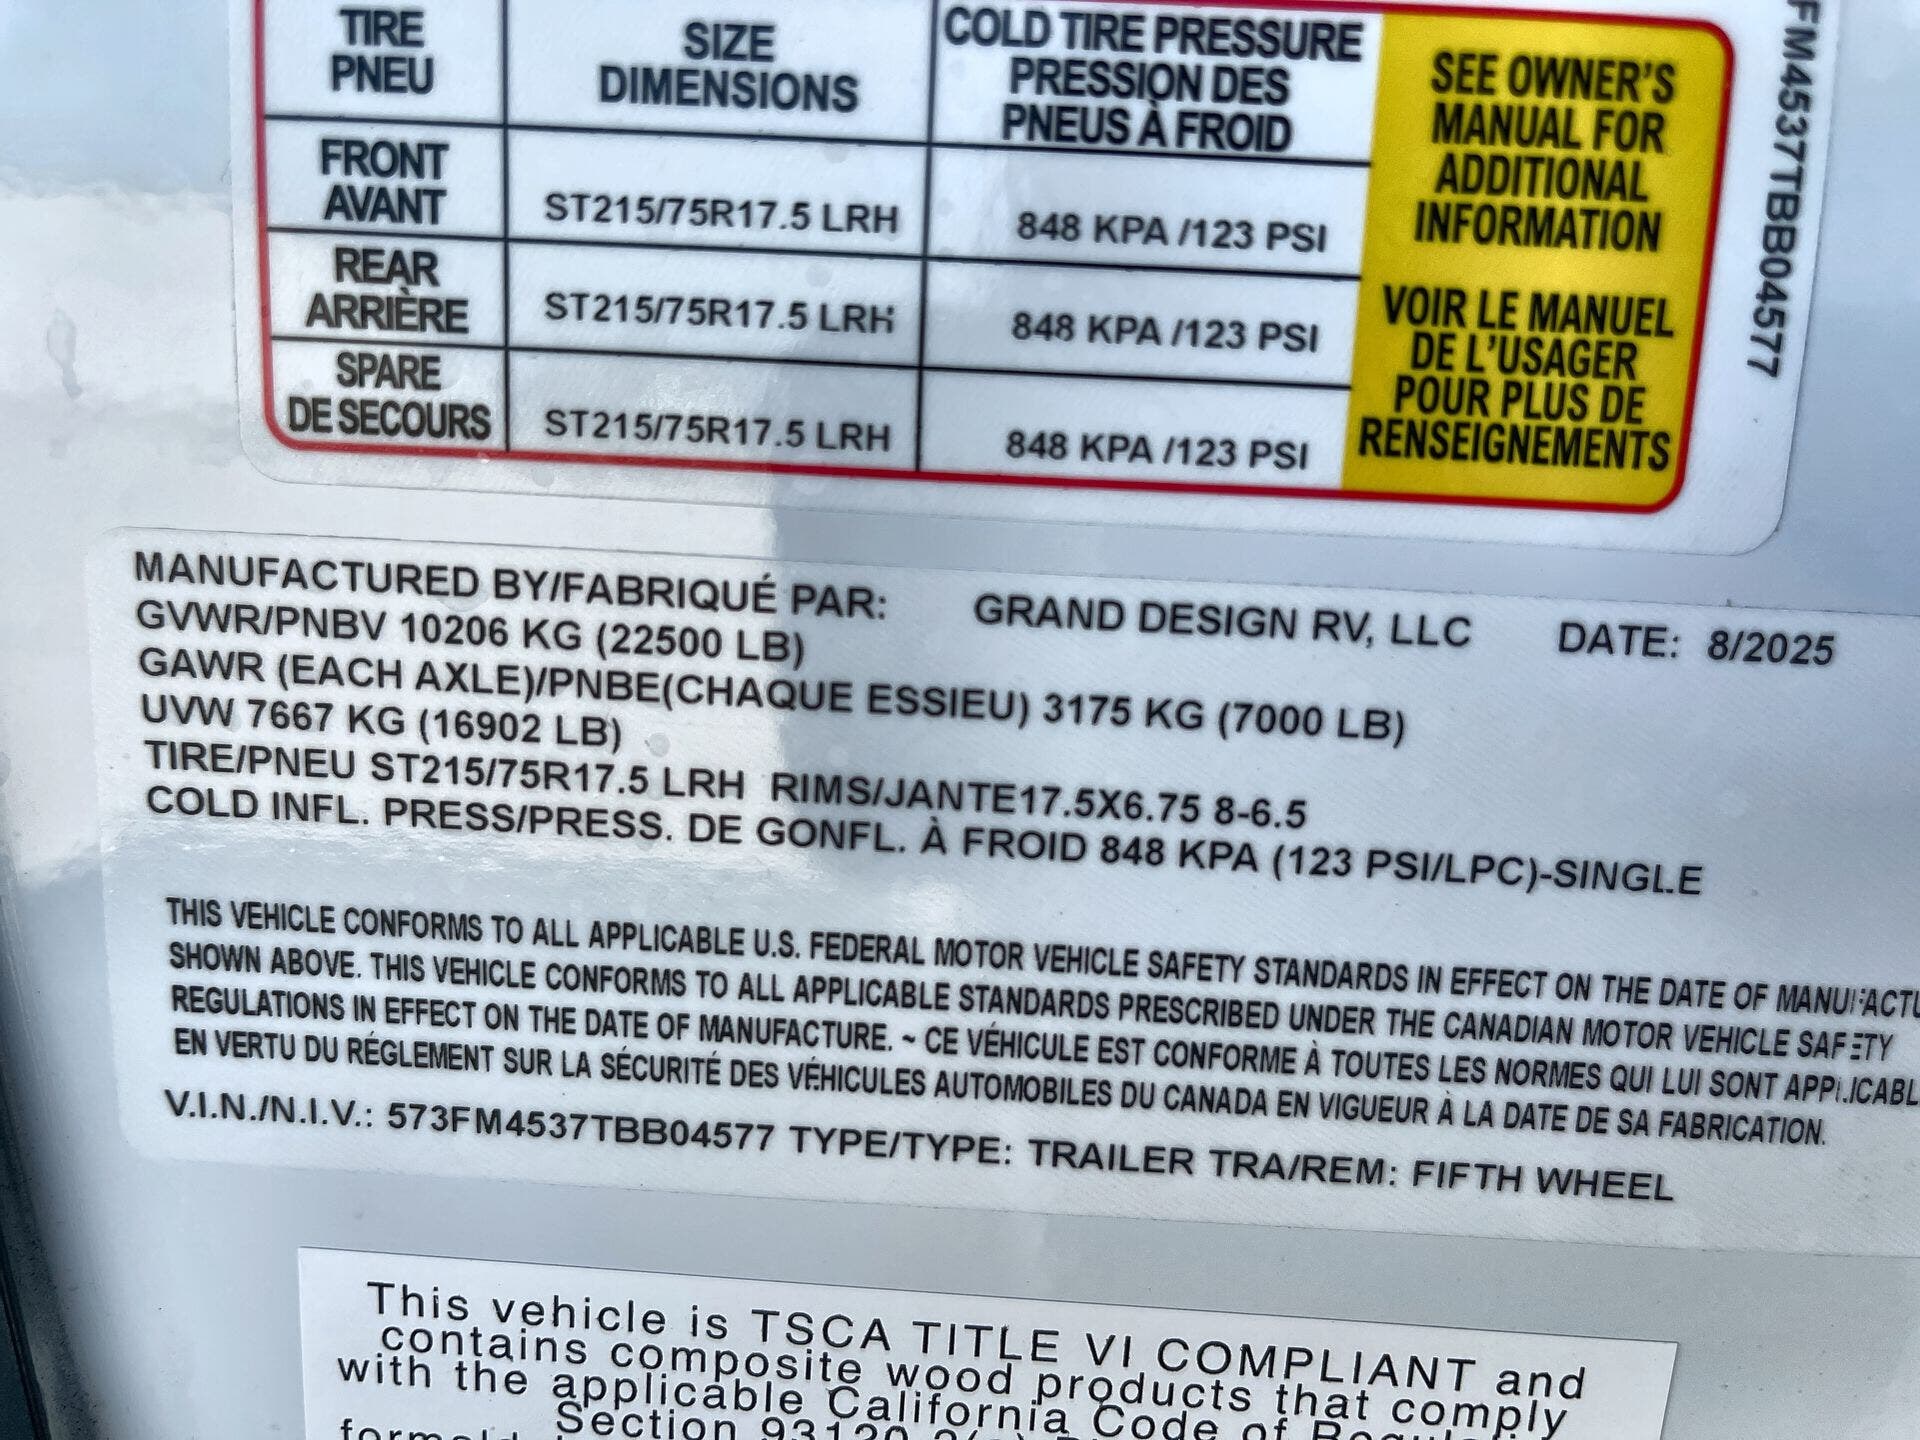 TIRE
PNEU
SIZE
DIMENSIONS
COLD TIRE PRESSURE
PRESSION DES
PNEUS À FROID
FRONT
AVANT
ST215/75R17.5 LRH
848 KPA /123 PSI
REAR
ARRIÈRE
ST215/75R17.5 LRH
848 KPA /123 PSI
SPARE
DE SECOURS
ST215/75R17.5 LRH
848 KPA /123 PSI
SEE OWNER'S
MANUAL FOR
ADDITIONAL
INFORMATION
VOIR LE MANUEL
DE L'USAGER
POUR PLUS DE
RENSEIGNEMENTS
FM4537TBB04577
MANUFACTURED BY/FABRIQUÉ PAR: GRAND DESIGN RV, LLC DATE: 8/2025
GVWR/PNBV 10206 KG (22500 LB)
GAWR (EACH AXLE)/PNBE(CHAQUE ESSIEU) 3175 KG (7000 LB)
UVW 7667 KG (16902 LB)
TIRE/PNEU ST215/75R17.5 LRH RIMS/JANTE17.5X6.75 8-6.5
COLD INFL. PRESS/PRESS. DE GONFL. À FROID 848 KPA (123 PSI/LPC)-SINGLE
THIS VEHICLE CONFORMS TO ALL APPLICABLE U.S. FEDERAL MOTOR VEHICLE SAFETY STANDARDS IN EFFECT ON THE DATE OF MANUFACTU
SHOWN ABOVE. THIS VEHICLE CONFORMS TO ALL APPLICABLE STANDARDS PRESCRIBED UNDER THE CANADIAN MOTOR VEHICLE SAFETY
REGULATIONS IN EFFECT ON THE DATE OF MANUFACTURE. ~ CE VÉHICULE EST CONFORME À TOUTES LES NORMES QUI LUI SONT APPLICABL
EN VERTU DU RÉGLEMENT SUR LA SÉCURITÉ DES VÉHICULES AUTOMOBILES DU CANADA EN VIGUEUR À LA DATE DE SA FABRICATION.
V.I.N./N.I.V.: 573FM4537TBB04577 TYPE/TYPE: TRAILER TRA/REM: FIFTH WHEEL
This vehicle is TSCA TITLE VI COMPLIANT and
contains composite wood products that comply
with the applicable California Code of Regulati
Section 93120